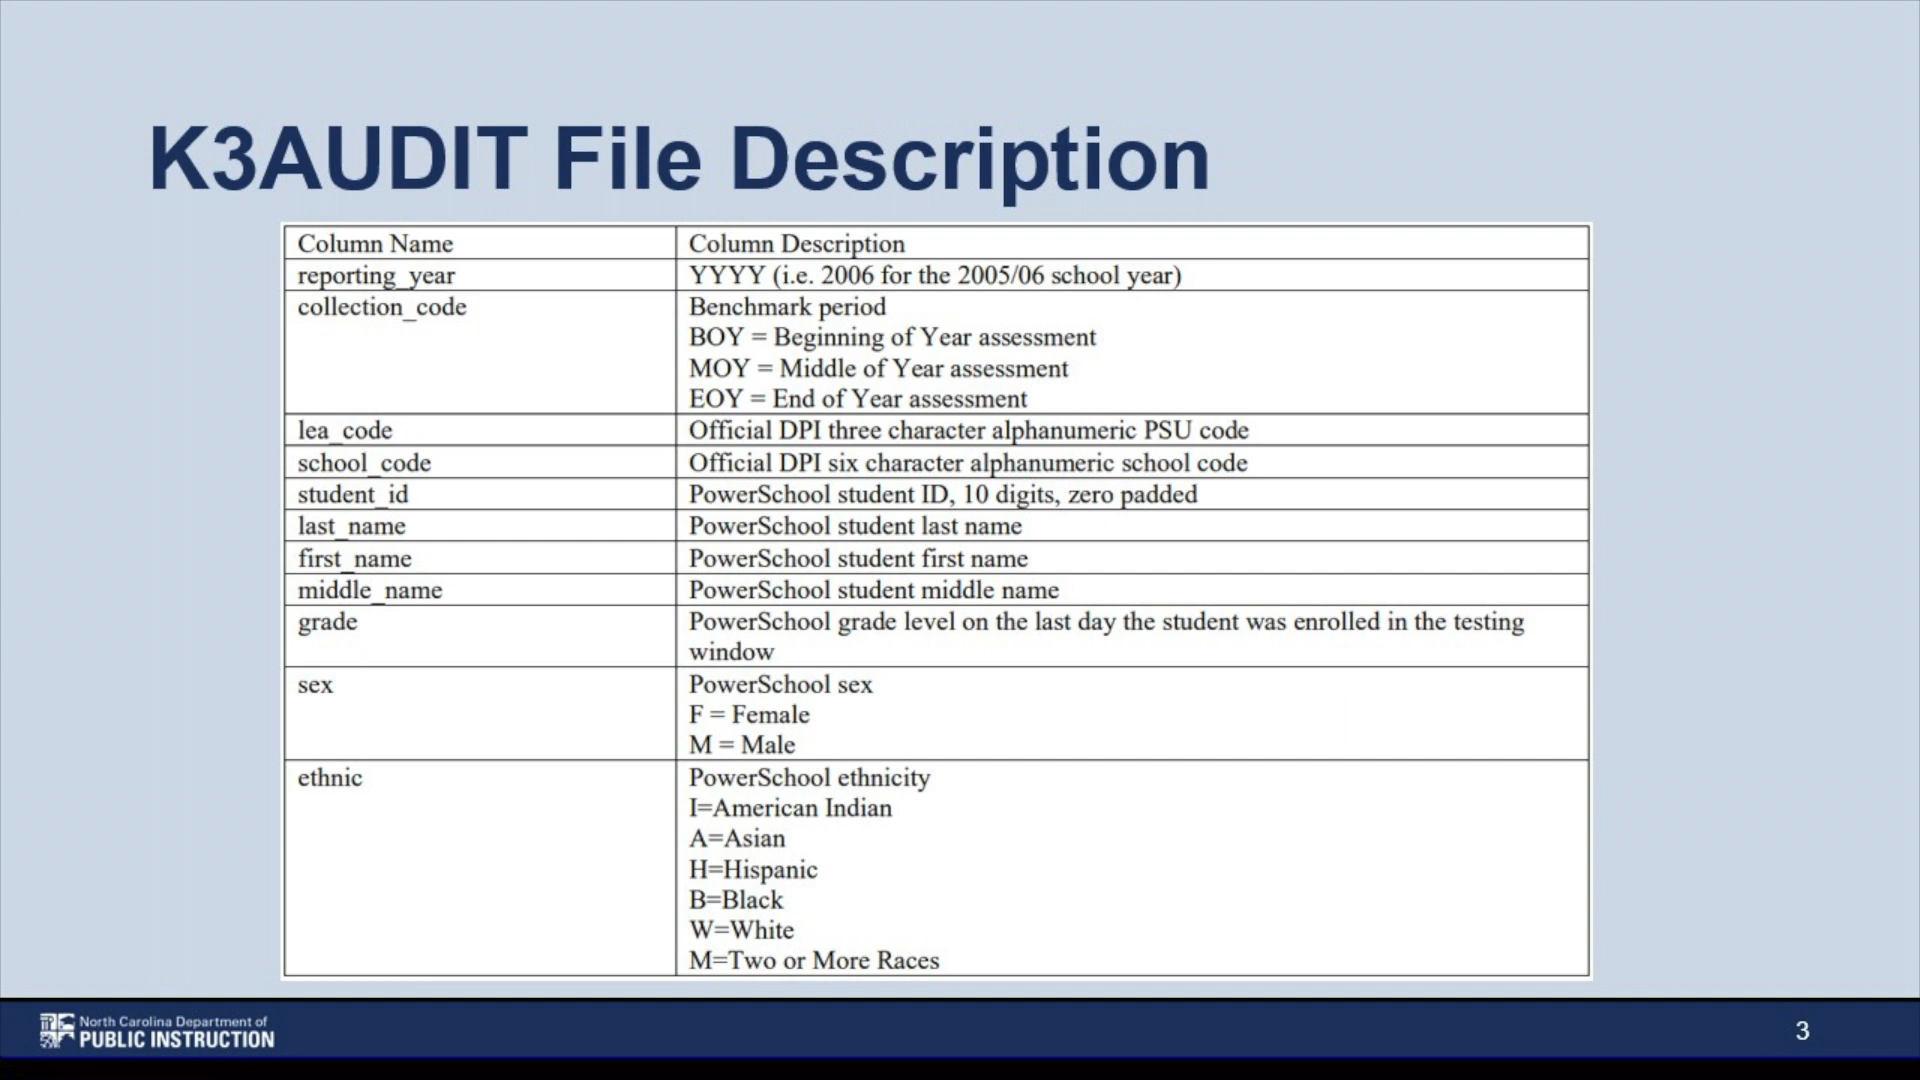 K3AUDIT File Description
Column Name Column Description
reporting_year YYYY (i.e. 2006 for the 2005/06 school year)
collection_code Benchmark period
BOY = Beginning of Year assessment
MOY = Middle of Year assessment
EOY = End of Year assessment
lea_code Official DPI three character alphanumeric PSU code
school_code Official DPI six character alphanumeric school code
student_id PowerSchool student ID, 10 digits, zero padded
last_name PowerSchool student last name
first_name PowerSchool student first name
middle_name PowerSchool student middle name
grade PowerSchool grade level on the last day the student was enrolled in the testing
window
sex PowerSchool sex
F = Female
M = Male
ethnic PowerSchool ethnicity
I=American Indian
A=Asian
H=Hispanic
B=Black
W=White
M=Two or More Races
North Carolina Department of
PUBLIC INSTRUCTION
3